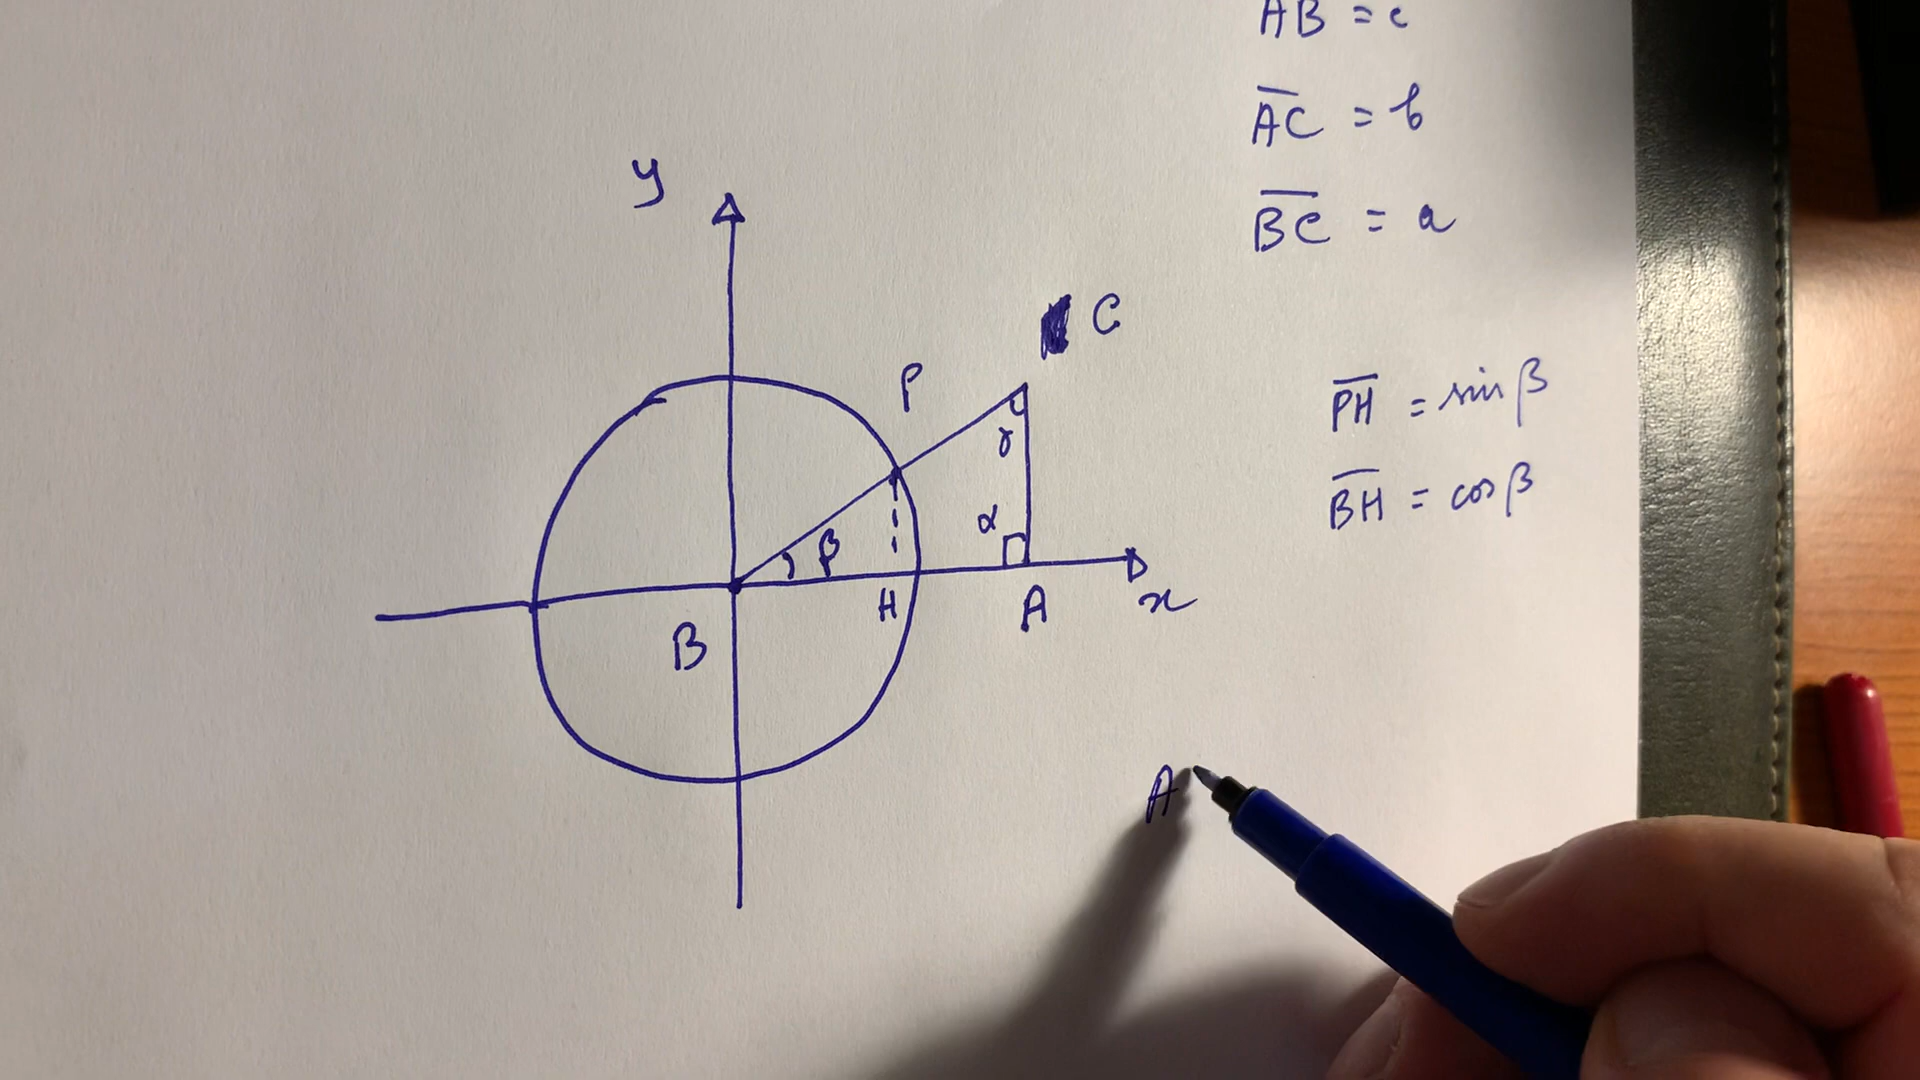 AB = c
AC = b
BC = a
y
C
P
γ
PH = sin β
α
β
BH = cos β
H
A
x
B
A